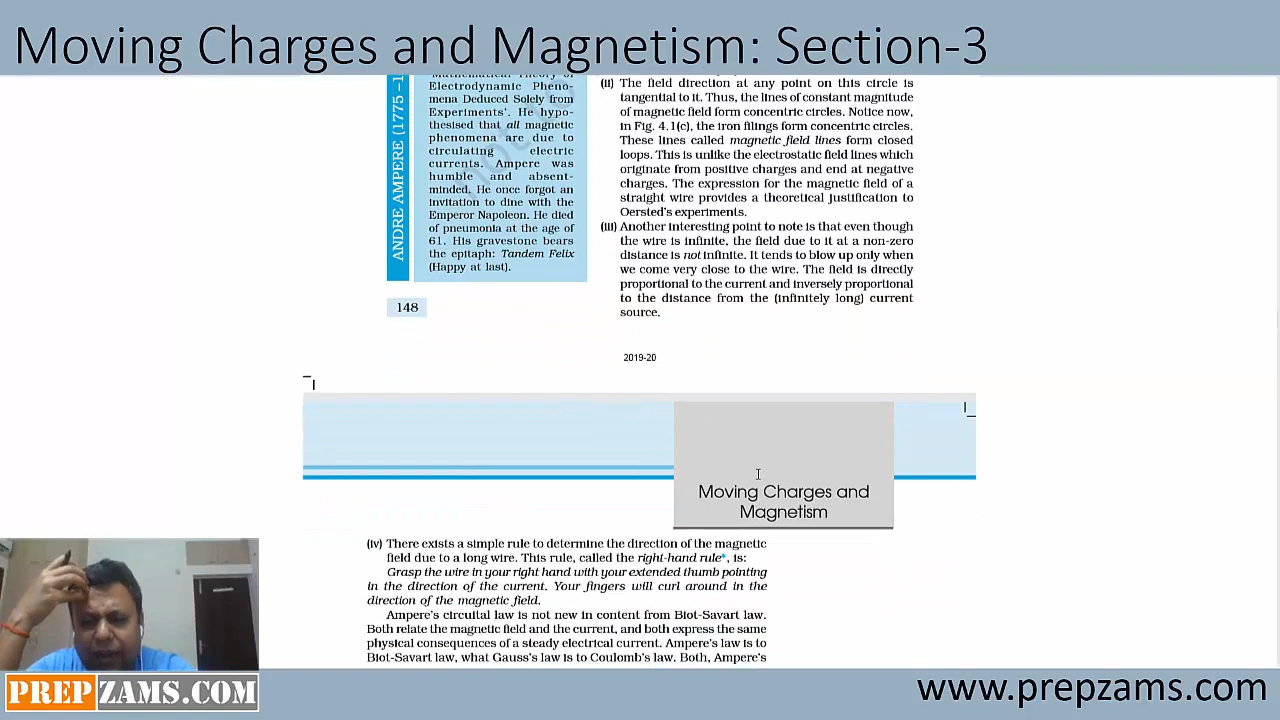 Moving Charges and Magnetism: Section-3
ANDRE AMPERE (1775 –1
Mathematical Theory of
Electrodynamic Pheno-
mena Deduced Solely from
Experiments'. He hypo-
thesised that all magnetic
phenomena are due to
circulating electric
currents. Ampere was
humble and absent-
minded. He once forgot an
invitation to dine with the
Emperor Napoleon. He died
of pneumonia at the age of
61. His gravestone bears
the epitaph: Tandem Felix
(Happy at last).
148
(ii) The field direction at any point on this circle is
tangential to it. Thus, the lines of constant magnitude
of magnetic field form concentric circles. Notice now,
in Fig. 4.1(c), the iron filings form concentric circles.
These lines called magnetic field lines form closed
loops. This is unlike the electrostatic field lines which
originate from positive charges and end at negative
charges. The expression for the magnetic field of a
straight wire provides a theoretical justification to
Oersted's experiments.
(iii) Another interesting point to note is that even though
the wire is infinite, the field due to it at a non-zero
distance is not infinite. It tends to blow up only when
we come very close to the wire. The field is directly
proportional to the current and inversely proportional
to the distance from the (infinitely long) current
source.
2019-20
Moving Charges and
Magnetism
(iv) There exists a simple rule to determine the direction of the magnetic
field due to a long wire. This rule, called the right-hand rule*, is:
Grasp the wire in your right hand with your extended thumb pointing
in the direction of the current. Your fingers will curl around in the
direction of the magnetic field.
Ampere's circuital law is not new in content from Biot-Savart law.
Both relate the magnetic field and the current, and both express the same
physical consequences of a steady electrical current. Ampere's law is to
Biot-Savart law, what Gauss's law is to Coulomb's law. Both, Ampere's
PREPZAMS.COM
www.prepzams.com